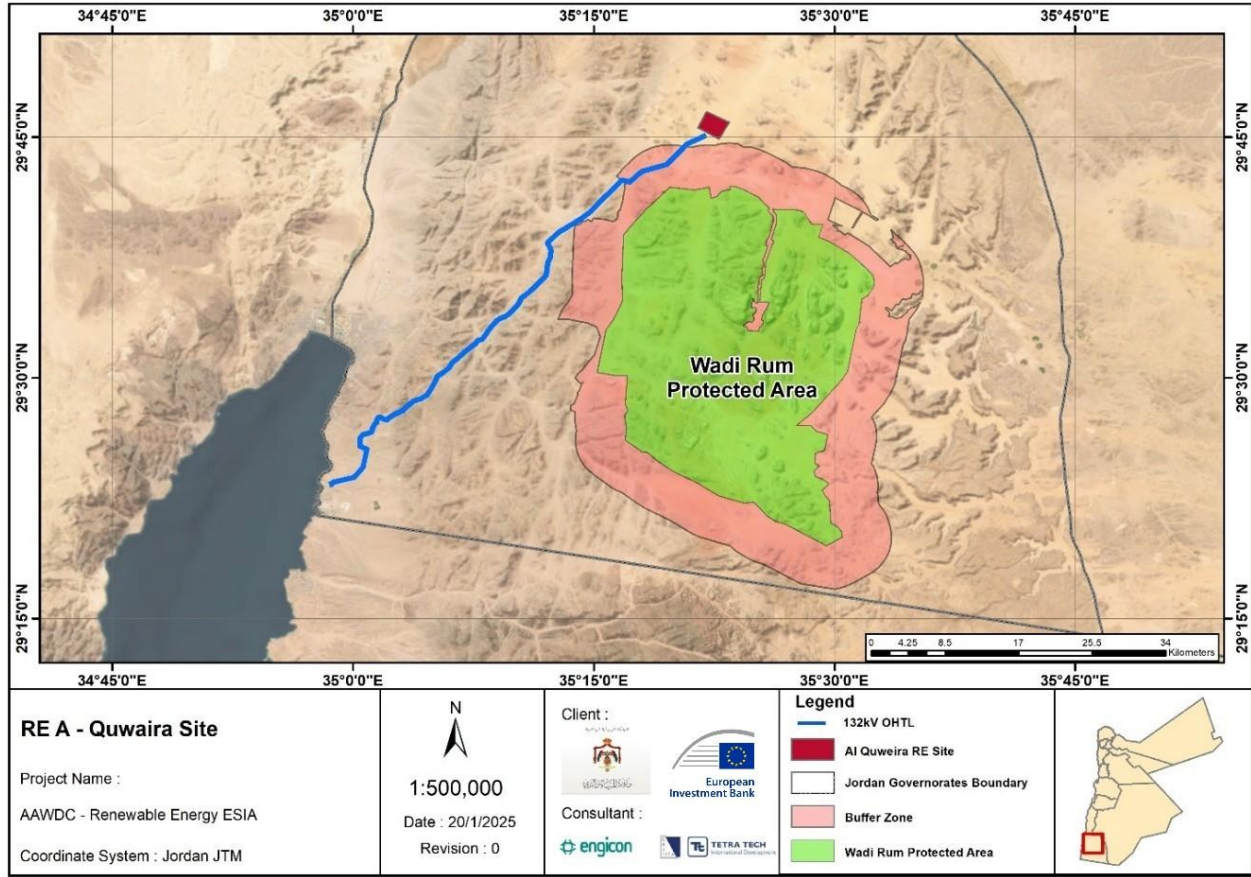 34°45'0"E 35°0'0"E 35°15'0"E 35°30'0"E 35°45'0"E
29°45'0"N 29°45'0"N
29°30'0"N 29°30'0"N
29°15'0"N 29°15'0"N
Wadi Rum
Protected Area
0 4.25 8.5 17 25.5 34
Kilometers
34°45'0"E 35°0'0"E 35°15'0"E 35°30'0"E 35°45'0"E
RE A - Quwaira Site
Project Name :
AAWDC - Renewable Energy ESIA
Coordinate System : Jordan JTM
N
1:500,000
Date : 20/1/2025
Revision : 0
Client :
European
Investment Bank
Consultant :
engicon
TETRA TECH
International Development
Legend
132kV OHTL
Al Quweira RE Site
Jordan Governorates Boundary
Buffer Zone
Wadi Rum Protected Area